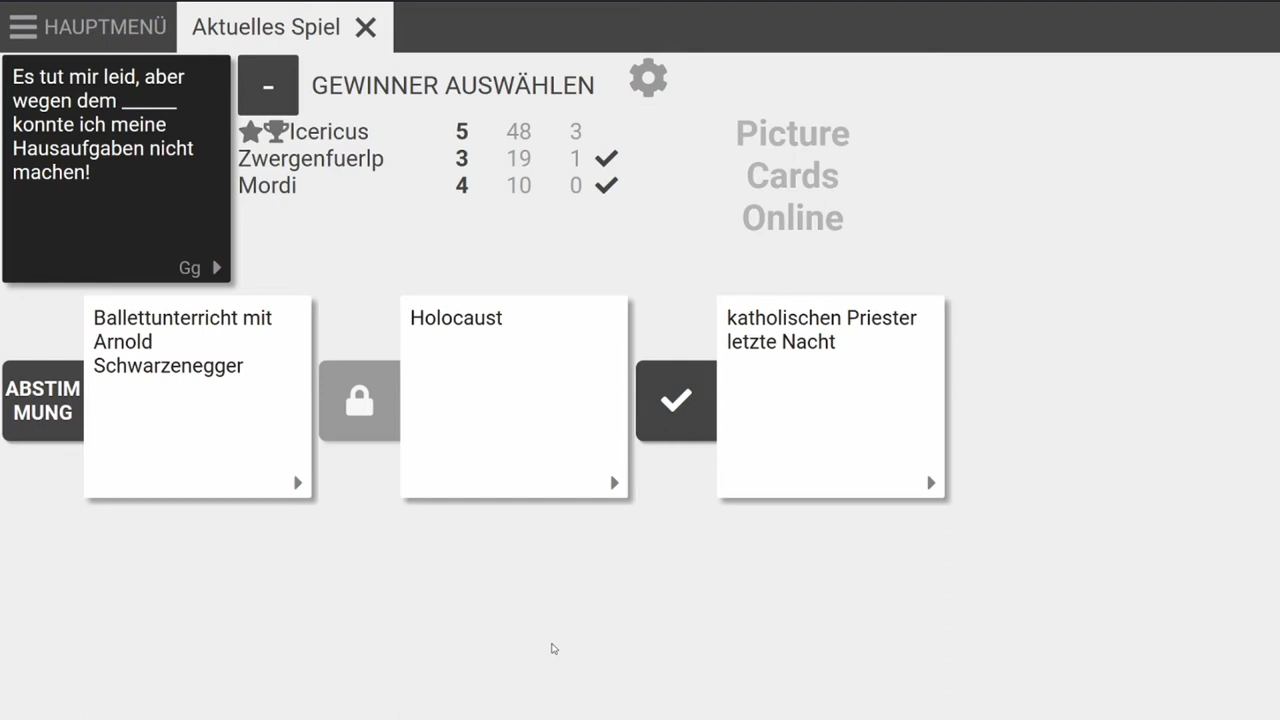 HAUPTMENÜ
Aktuelles Spiel
Es tut mir leid, aber
wegen dem _____
konnte ich meine
Hausaufgaben nicht
machen!
Gg
-
GEWINNER AUSWÄHLEN
Icericus 5 48 3
Zwergenfuerlp 3 19 1
Mordi 4 10 0
Picture
Cards
Online
ABSTIM
MUNG
Ballettunterricht mit
Arnold
Schwarzenegger
Holocaust
katholischen Priester
letzte Nacht